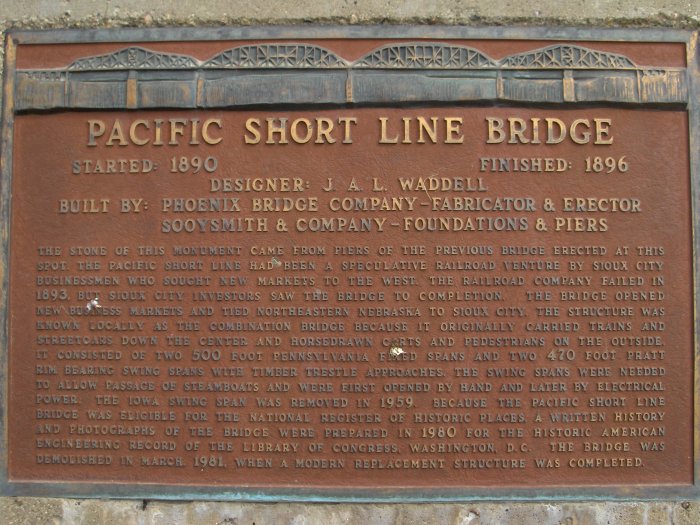 PACIFIC SHORT LINE BRIDGE
STARTED: 1890 FINISHED: 1896
DESIGNER: J. A. L. WADDELL
BUILT BY: PHOENIX BRIDGE COMPANY-FABRICATOR & ERECTOR
SOOYSMITH & COMPANY-FOUNDATIONS & PIERS
THE STONE OF THIS MONUMENT CAME FROM PIERS OF THE PREVIOUS BRIDGE ERECTED AT THIS
SPOT. THE PACIFIC SHORT LINE HAD BEEN A SPECULATIVE RAILROAD VENTURE BY SIOUX CITY
BUSINESSMEN WHO SOUGHT NEW MARKETS TO THE WEST. THE RAILROAD COMPANY FAILED IN
1893, BUT SIOUX CITY INVESTORS SAW THE BRIDGE TO COMPLETION. THE BRIDGE OPENED
NEW BUSINESS MARKETS AND TIED NORTHEASTERN NEBRASKA TO SIOUX CITY. THE STRUCTURE WAS
KNOWN LOCALLY AS THE COMBINATION BRIDGE BECAUSE IT ORIGINALLY CARRIED TRAINS AND
STREETCARS DOWN THE CENTER AND HORSEDRAWN CARTS AND PEDESTRIANS ON THE OUTSIDE.
IT CONSISTED OF TWO 500 FOOT PENNSYLVANIA FIXED SPANS AND TWO 470 FOOT PRATT
RIM BEARING SWING SPANS WITH TIMBER TRESTLE APPROACHES. THE SWING SPANS WERE NEEDED
TO ALLOW PASSAGE OF STEAMBOATS AND WERE FIRST OPENED BY HAND AND LATER BY ELECTRICAL
POWER. THE IOWA SWING SPAN WAS REMOVED IN 1959. BECAUSE THE PACIFIC SHORT LINE
BRIDGE WAS ELIGIBLE FOR THE NATIONAL REGISTER OF HISTORIC PLACES, A WRITTEN HISTORY
AND PHOTOGRAPHS OF THE BRIDGE WERE PREPARED IN 1980 FOR THE HISTORIC AMERICAN
ENGINEERING RECORD OF THE LIBRARY OF CONGRESS, WASHINGTON, D.C. THE BRIDGE WAS
DEMOLISHED IN MARCH, 1981, WHEN A MODERN REPLACEMENT STRUCTURE WAS COMPLETED.